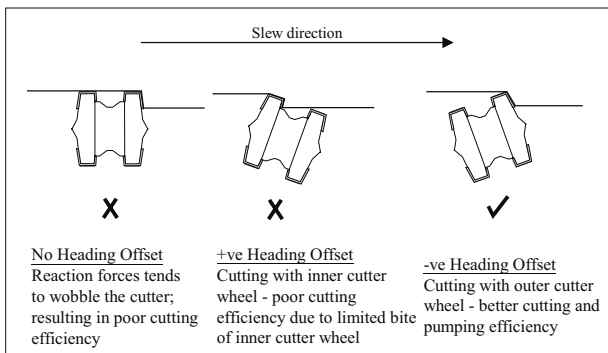 Slew direction
X
X
✓
No Heading Offset
Reaction forces tends
to wobble the cutter;
resulting in poor cutting
efficiency
+ve Heading Offset
Cutting with inner cutter
wheel - poor cutting
efficiency due to limited bite
of inner cutter wheel
-ve Heading Offset
Cutting with outer cutter
wheel - better cutting and
pumping efficiency